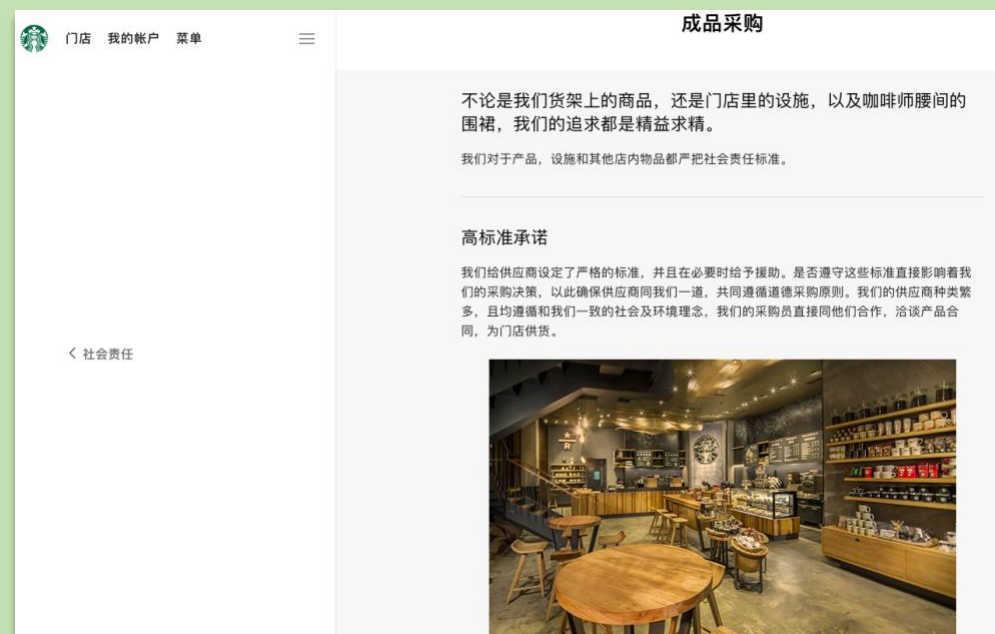 门店 我的帐户 菜单
成品采购
不论是我们货架上的商品，还是门店里的设施，以及咖啡师腰间的
围裙，我们的追求都是精益求精。
我们对于产品，设施和其他店内物品都严把社会责任标准。
高标准承诺
我们给供应商设定了严格的标准，并且在必要时给予援助。是否遵守这些标准直接影响着我
们的采购决策，以此确保供应商同我们一道，共同遵循道德采购原则。我们的供应商种类繁
多，且均遵循和我们一致的社会及环境理念，我们的采购员直接同他们合作，洽谈产品合
同，为门店供货。
< 社会责任
R